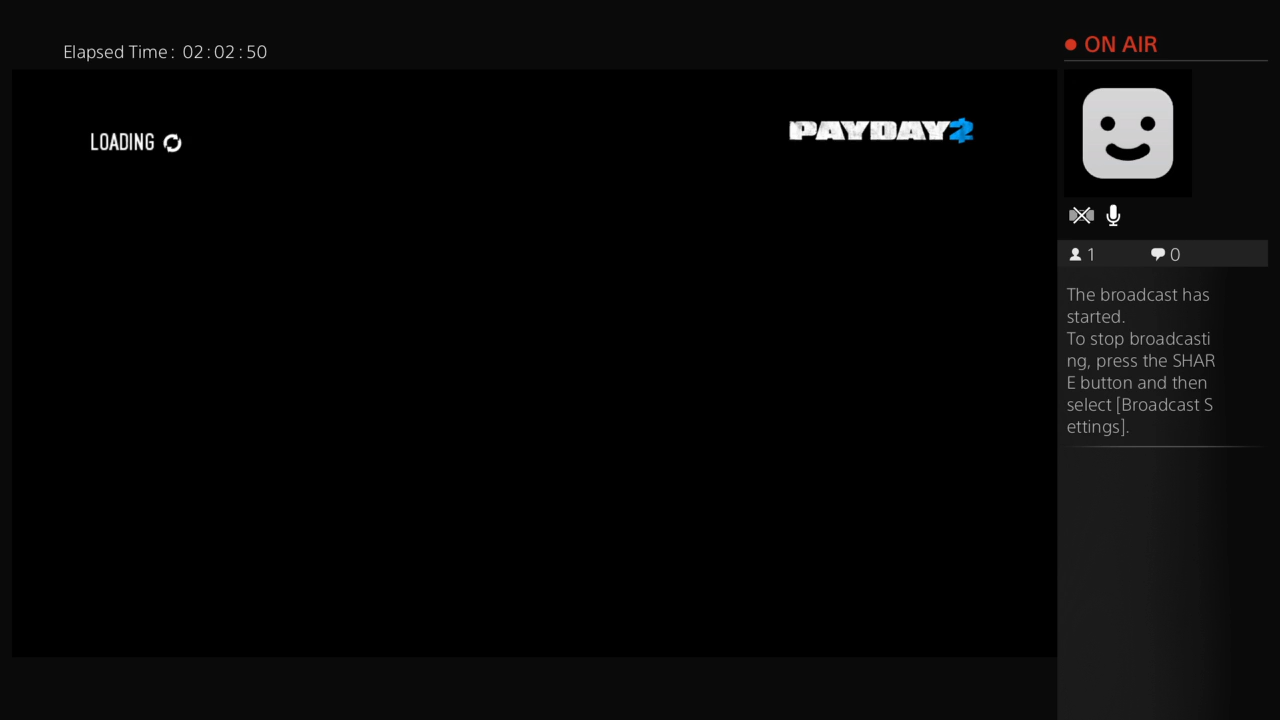 Elapsed Time: 02:02:50
ON AIR
LOADING
PAYDAY2
1
0
The broadcast has
started.
To stop broadcasti
ng, press the SHAR
E button and then
select [Broadcast S
ettings].